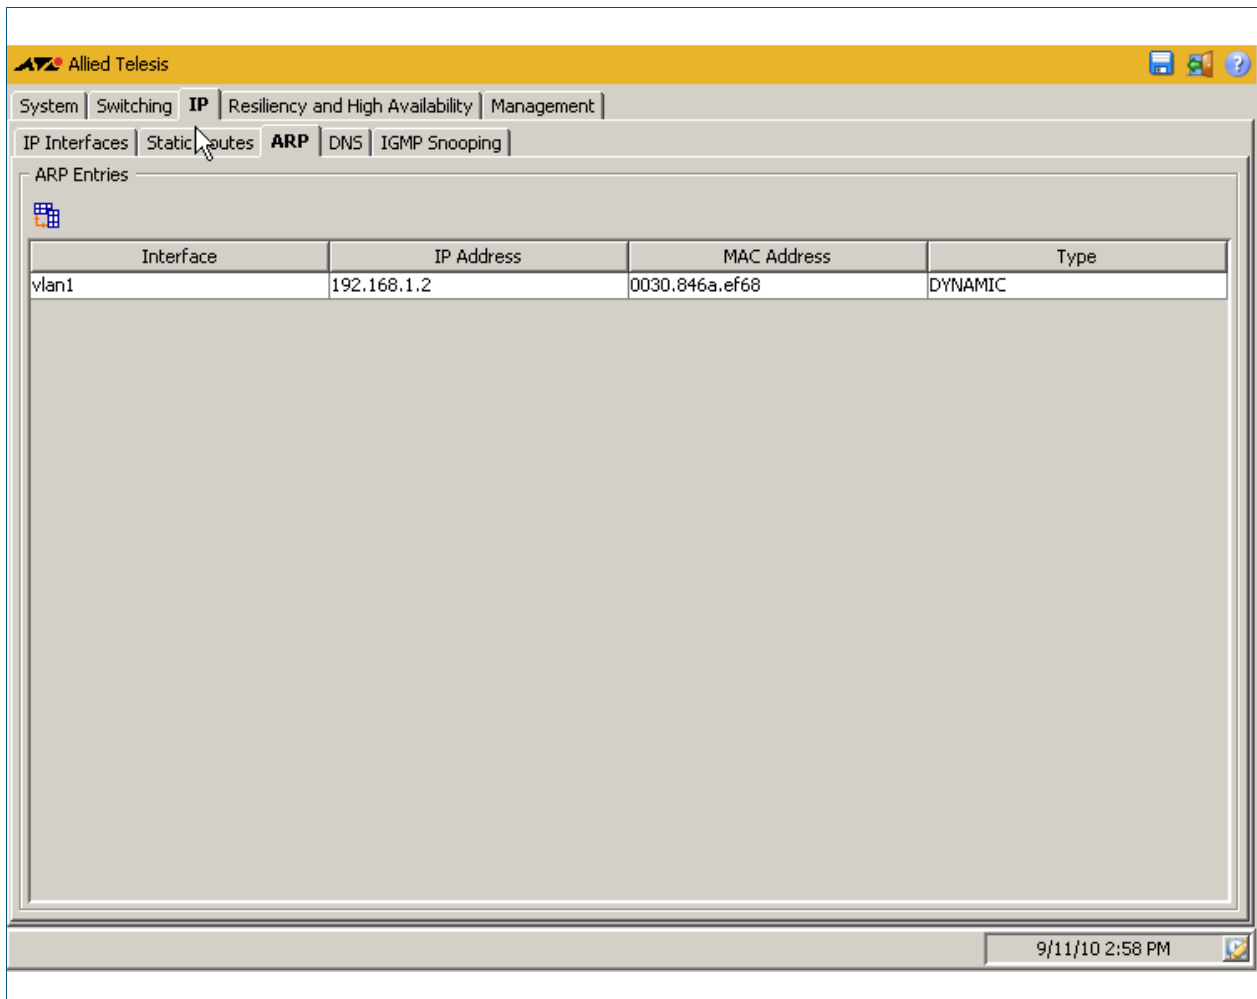 Allied Telesis
System Switching IP Resiliency and High Availability Management
IP Interfaces Static Routes ARP DNS IGMP Snooping
ARP Entries
Interface IP Address MAC Address Type
vlan1 192.168.1.2 0030.846a.ef68 DYNAMIC
9/11/10 2:58 PM